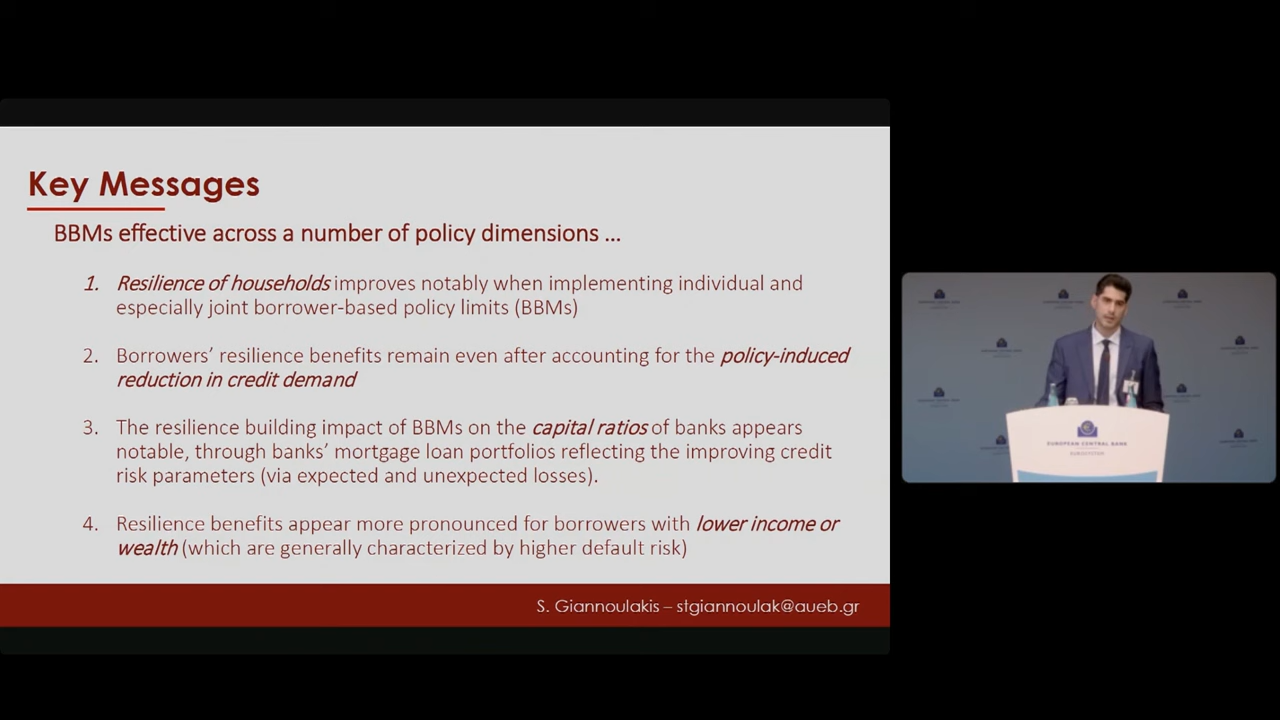 Key Messages
BBMs effective across a number of policy dimensions ...
1. Resilience of households improves notably when implementing individual and
especially joint borrower-based policy limits (BBMs)
2. Borrowers' resilience benefits remain even after accounting for the policy-induced
reduction in credit demand
3. The resilience building impact of BBMs on the capital ratios of banks appears
notable, through banks' mortgage loan portfolios reflecting the improving credit
risk parameters (via expected and unexpected losses).
4. Resilience benefits appear more pronounced for borrowers with lower income or
wealth (which are generally characterized by higher default risk)
S. Giannoulakis – stgiannoulak@aueb.gr
EUROPEAN CENTRAL BANK
EUROSYSTEM